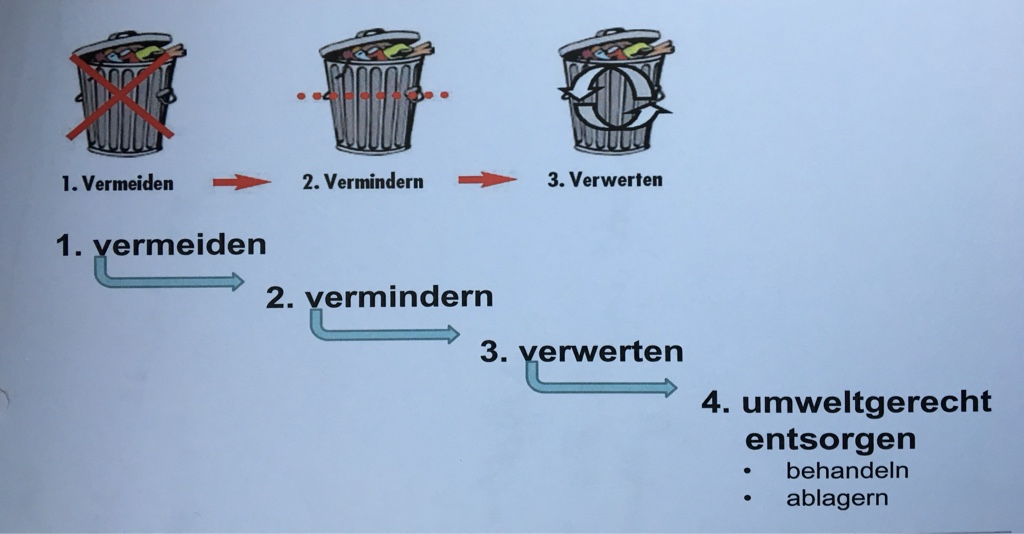 1. Vermeiden
2. Vermindern
3. Verwerten
1. vermeiden
2. vermindern
3. verwerten
4. umweltgerecht
entsorgen
• behandeln
• ablagern